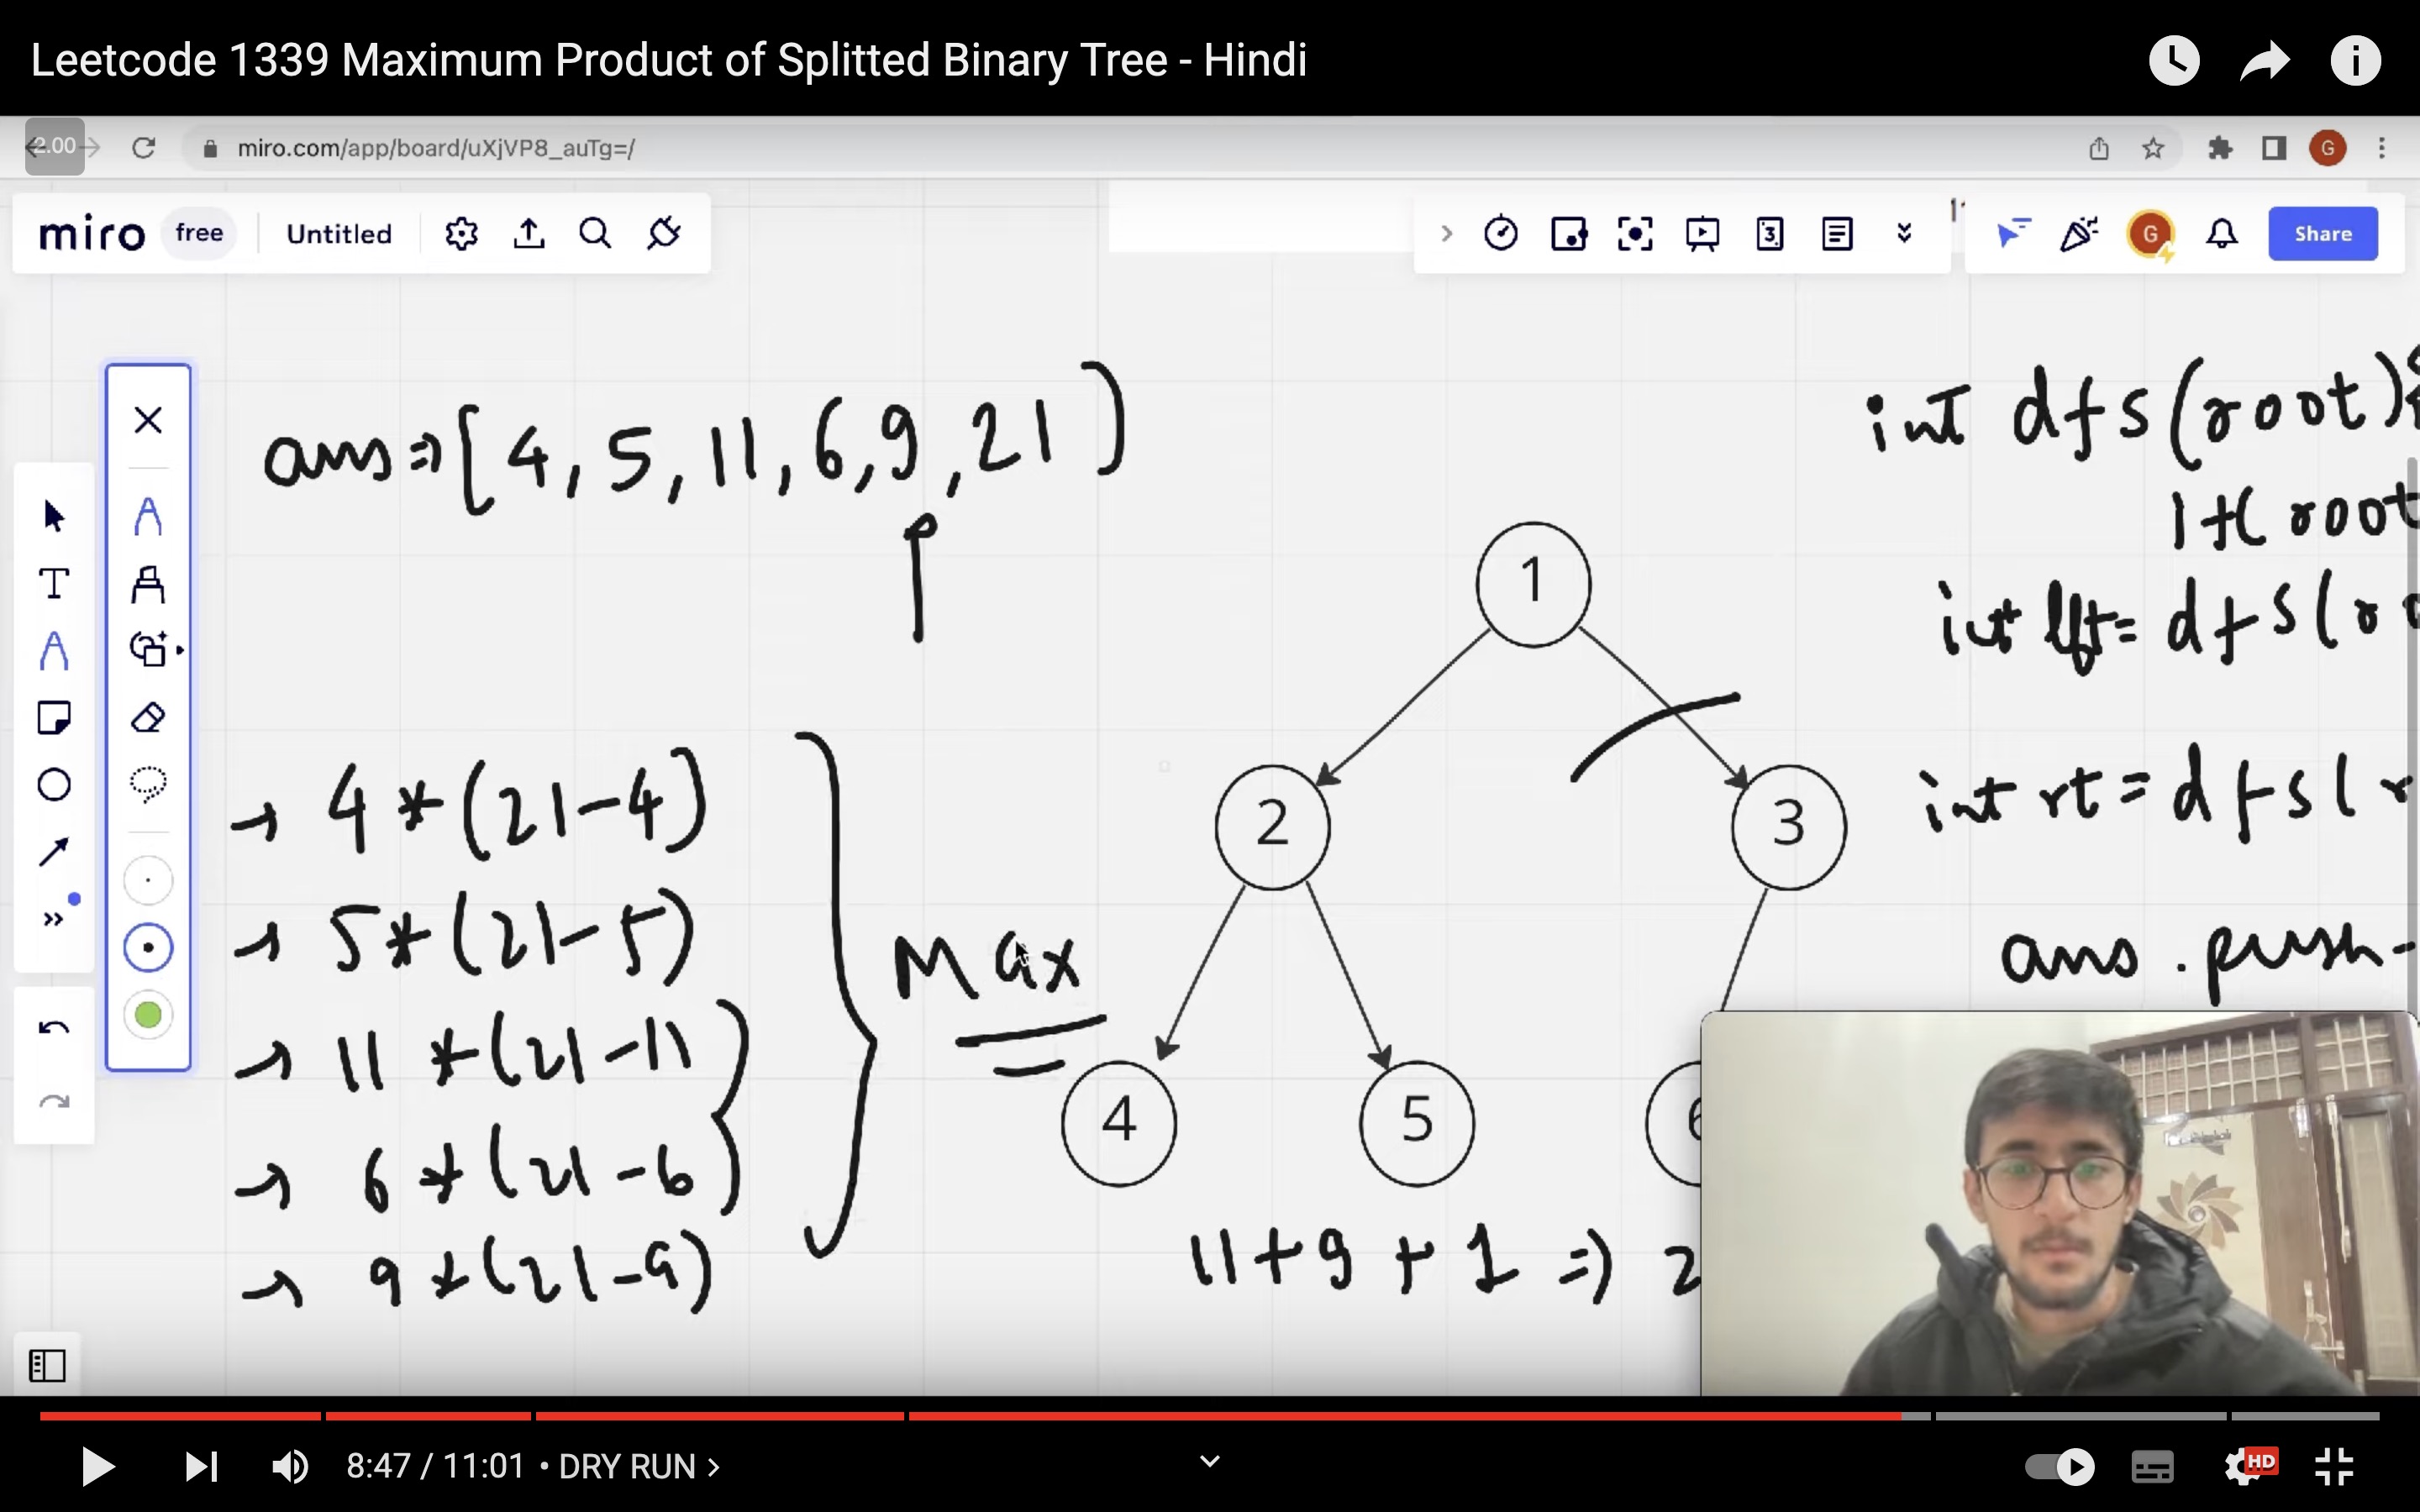 Leetcode 1339 Maximum Product of Splitted Binary Tree - Hindi
2.00
miro.com/app/board/uXjVP8_auTg=/
G
miro
free
Untitled
3
G
Share
ans⇒[4, 5, 11, 6, 9, 21)
int dfs(root){
if( root
int lft= dfs(ro
int rt = dfs( r
ans . push-
1
2
3
4
5
→ 4 * (21-4)
→ 5 * (21-5)
→ 11 * (21-11)
→ 6 * (21-6)
→ 9 * (21-9)
Max
11 + 9 + 1 ⇒ 2
8:47 / 11:01 • DRY RUN
HD